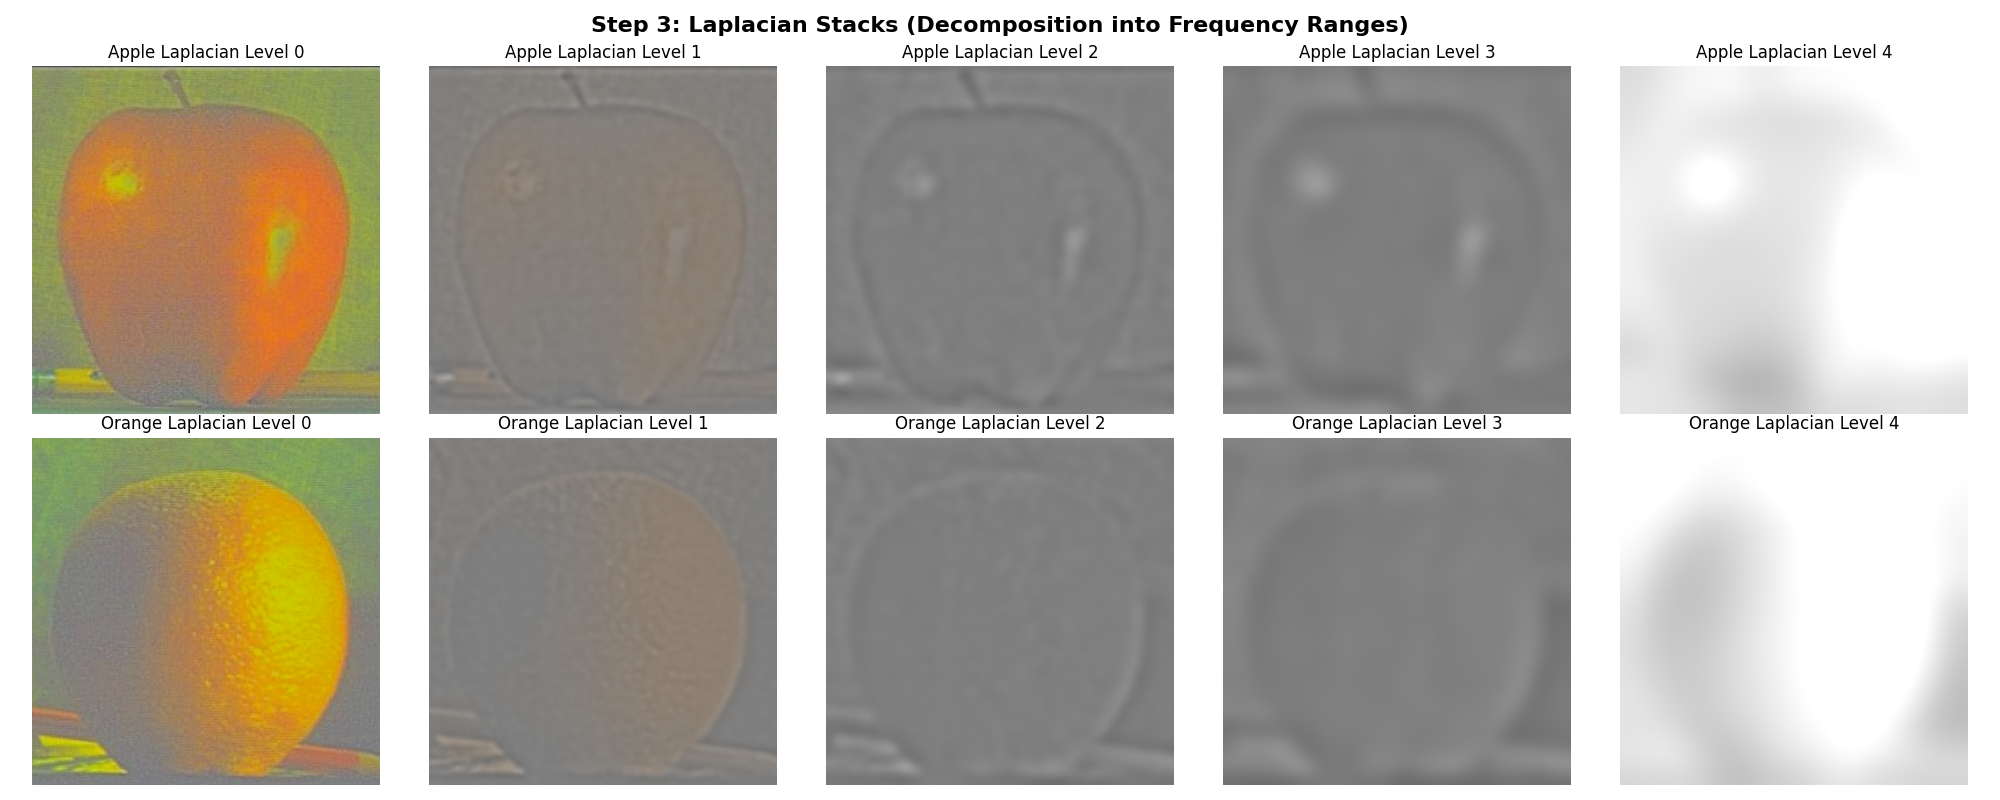 Step 3: Laplacian Stacks (Decomposition into Frequency Ranges)
Apple Laplacian Level 0
Apple Laplacian Level 1
Apple Laplacian Level 2
Apple Laplacian Level 3
Apple Laplacian Level 4
Orange Laplacian Level 0
Orange Laplacian Level 1
Orange Laplacian Level 2
Orange Laplacian Level 3
Orange Laplacian Level 4